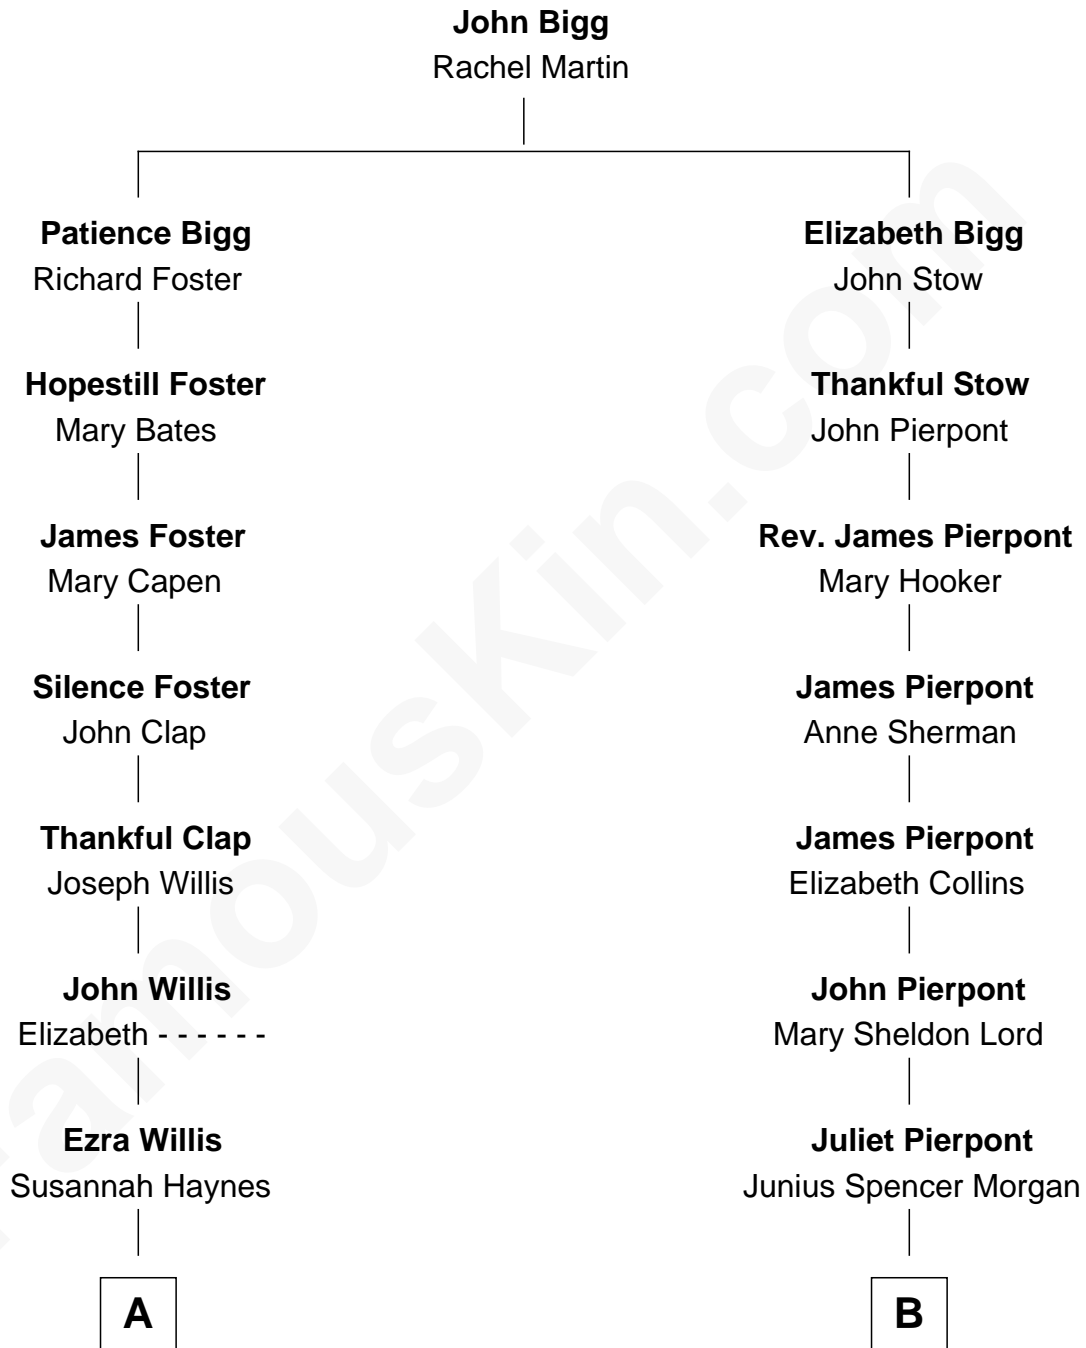 John Bigg
Rachel Martin
Patience Bigg
Richard Foster
Elizabeth Bigg
John Stow
Hopestill Foster
Mary Bates
Thankful Stow
John Pierpont
James Foster
Mary Capen
Rev. James Pierpont
Mary Hooker
Silence Foster
John Clap
James Pierpont
Anne Sherman
Thankful Clap
Joseph Willis
James Pierpont
Elizabeth Collins
John Willis
Elizabeth - - - - - -
John Pierpont
Mary Sheldon Lord
Ezra Willis
Susannah Haynes
Juliet Pierpont
Junius Spencer Morgan
A
B
FamousKin.com